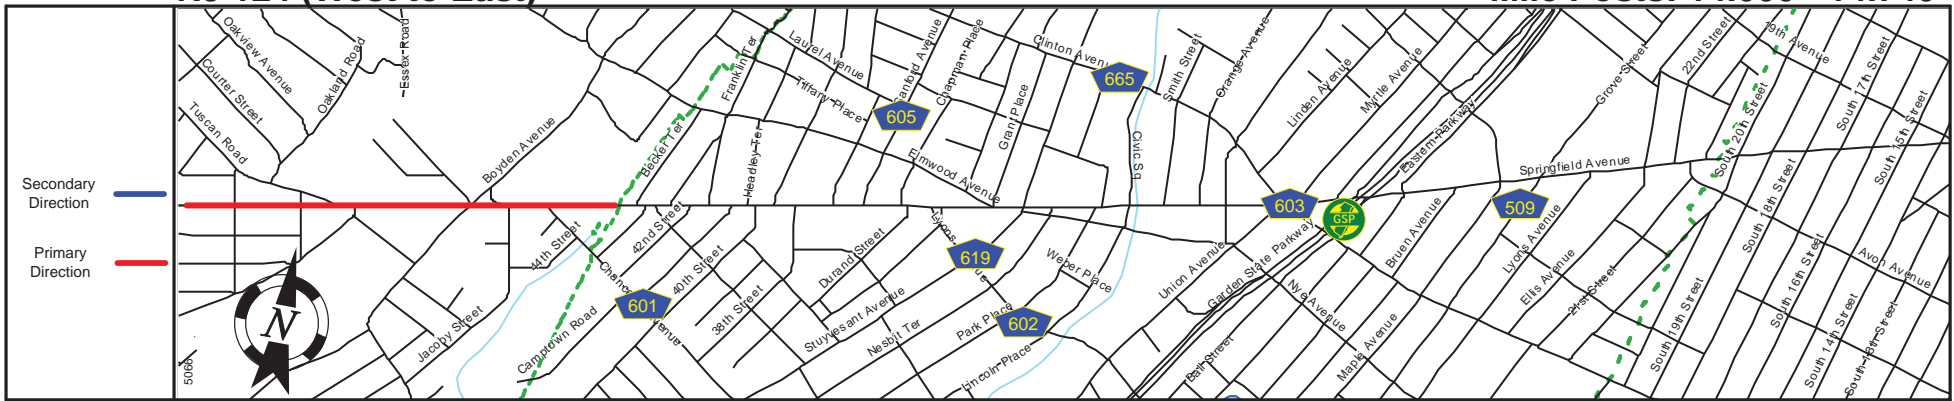 Secondary
Direction
Primary
Direction
Oakview Avenue
Courter Street
Tuscan Road
Oakland Road
Essex Road
Boyden Avenue
Franklin Ter
Becker Ter
Headley Ter
Laurel Avenue
Tiffany Place
Sanford Avenue
605
Chapman Place
Elmwood Avenue
Grant Place
Clinton Avenue
665
Civic Sq
Smith Street
Orange Avenue
Linden Avenue
Myrtle Avenue
Eastern Parkway
Springfield Avenue
Grove Street
22nd Street
19th Avenue
South 20th Street
South 17th Street
South 15th Street
South 18th Street
South 16th Street
Avon Avenue
South 19th Street
South 14th Street
South 13th Street
603
GSP
509
Bruen Avenue
Lyons Avenue
Ellis Avenue
21st Street
Garden State Parkway
Union Avenue
Nye Avenue
Maple Avenue
Ball Street
Weber Place
619
602
Park Place
Lincoln Place
Nesbit Ter
Stuyvesant Avenue
Durand Street
38th Street
40th Street
42nd Street
44th Street
601
Camptown Road
Jacoby Street
N
5066